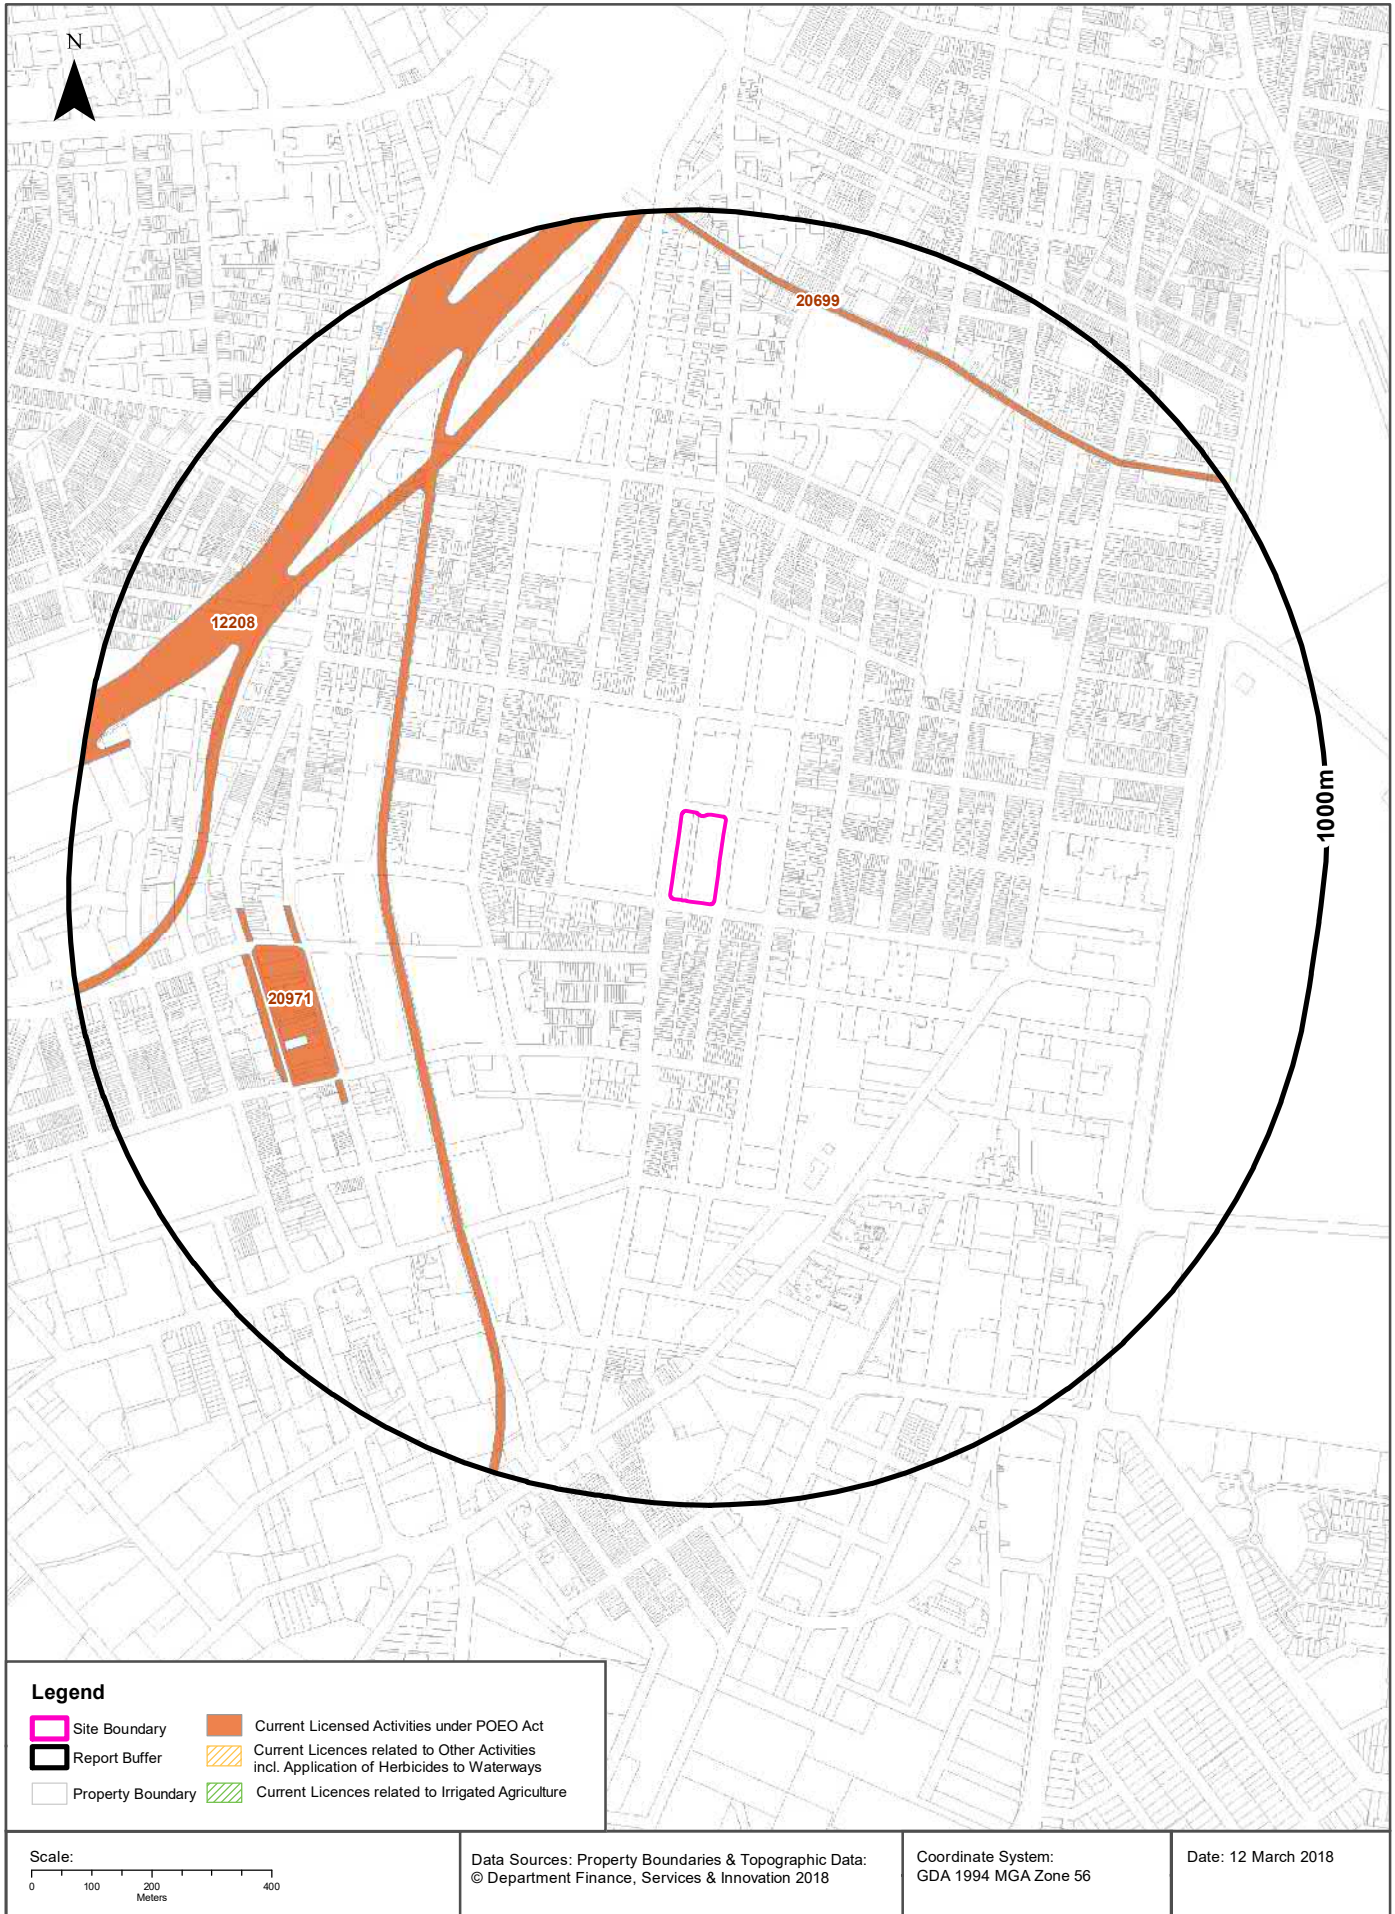 N
20699
12208
1000m
20971
Legend
Site Boundary
Report Buffer
Property Boundary
Current Licensed Activities under POEO Act
Current Licences related to Other Activities
incl. Application of Herbicides to Waterways
Current Licences related to Irrigated Agriculture
Scale:
0 100 200 400
Meters
Data Sources: Property Boundaries & Topographic Data:
© Department Finance, Services & Innovation 2018
Coordinate System:
GDA 1994 MGA Zone 56
Date: 12 March 2018